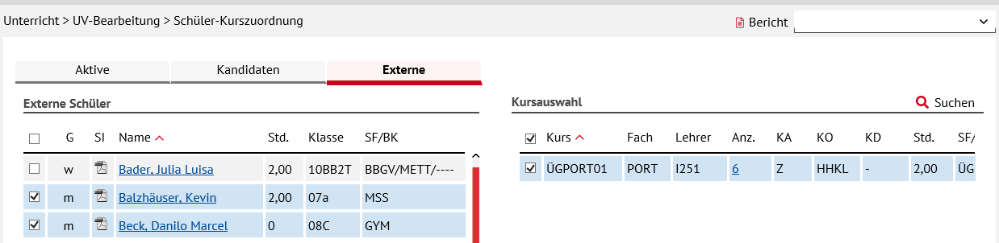 Unterricht > UV-Bearbeitung > Schüler-Kurszuordnung
Bericht
Aktive Kandidaten Externe
Externe Schüler
G SI Name Std. Klasse SF/BK
w Bader, Julia Luisa 2,00 10BB2T BBGV/METT/----
m Balzhäuser, Kevin 2,00 07a MSS
m Beck, Danilo Marcel 0 08C GYM
Kursauswahl Suchen
Kurs Fach Lehrer Anz. KA KO KD Std. SF/
ÜGPORT01 PORT I251 6 Z HHKL - 2,00 ÜG